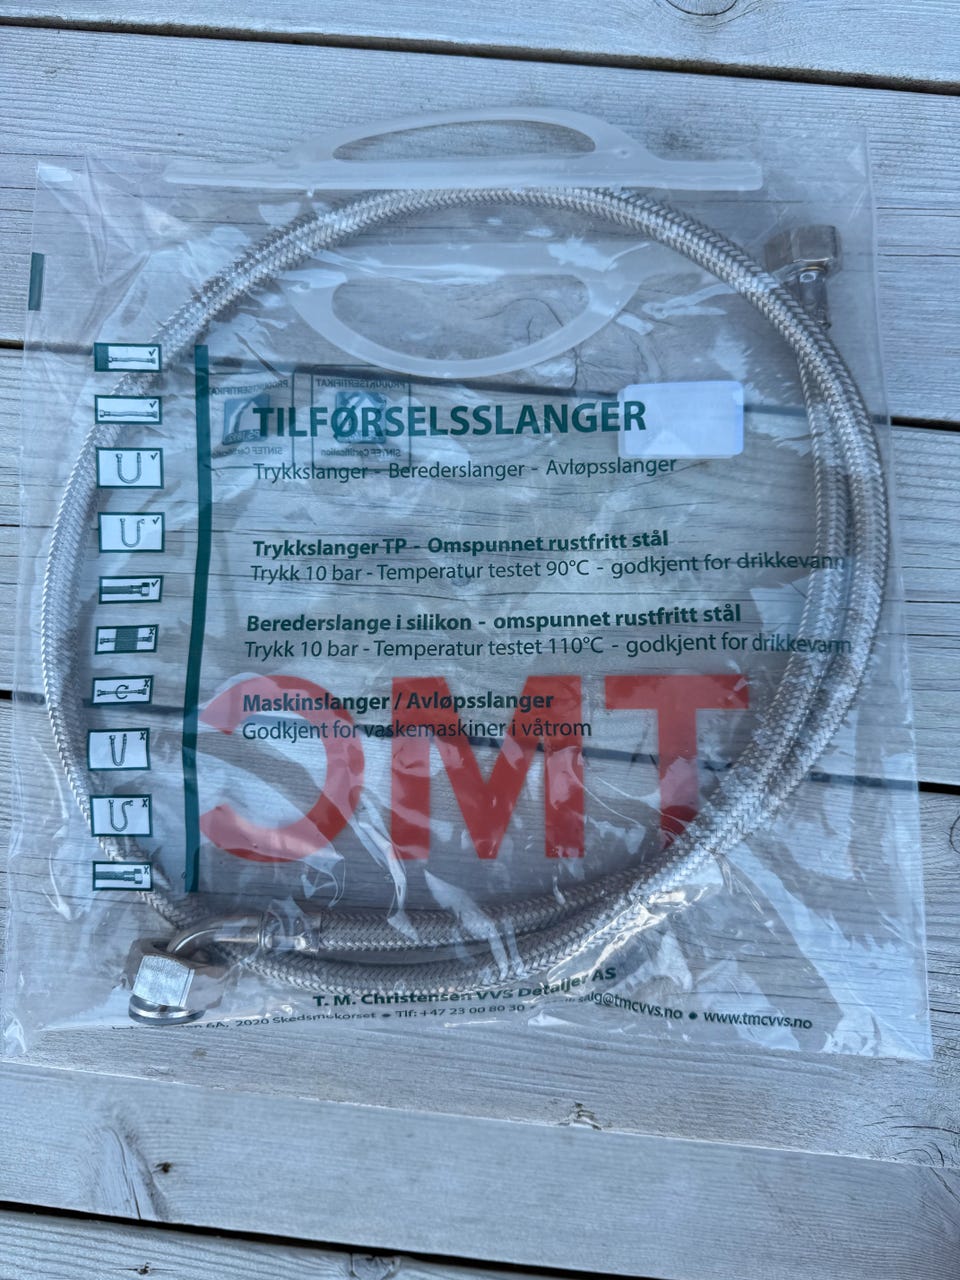 PRODUKTSERTIFIKAT PRODUKTSERTIFIKAT
SINTEF Certification
TILFØRSELSSLANGER
Trykkslanger - Berederslanger - Avløpsslanger
Trykkslanger TP - Omspunnet rustfritt stål
Trykk 10 bar - Temperatur testet 90°C - godkjent for drikkevann
Berederslange i silikon - omspunnet rustfritt stål
Trykk 10 bar - Temperatur testet 110°C - godkjent for drikkevann
Maskinslanger / Avløpsslanger
Godkjent for vaskemaskiner i våtrom
TMC
T. M. Christensen VVS Detaljer AS
6A, 2020 Skedsmokorset • Tlf: +47 23 00 80 30 salg@tmcvvs.no • www.tmcvvs.no